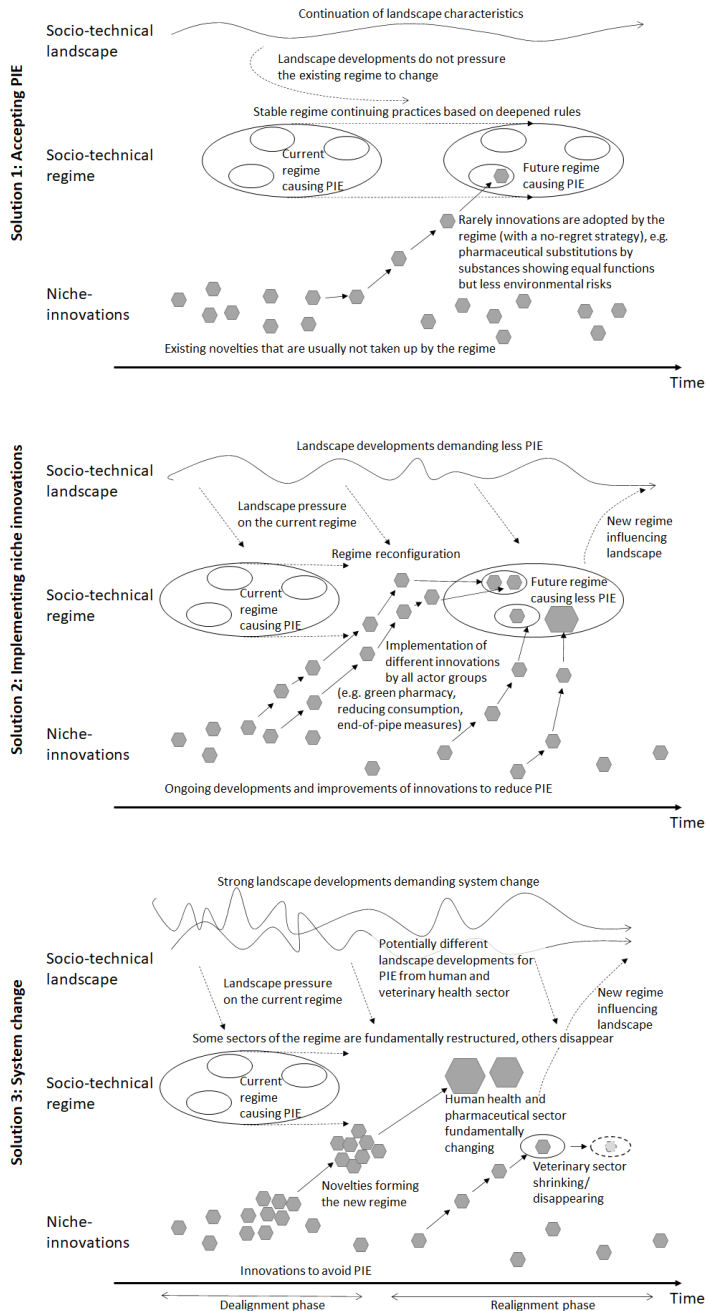 Solution 1: Accepting PIE
Continuation of landscape characteristics
Socio-technical
landscape
Landscape developments do not pressure
the existing regime to change
Stable regime continuing practices based on deepened rules
Socio-technical
regime
Current
regime
causing PIE
Future regime
causing PIE
Rarely innovations are adopted by the
regime (with a no-regret strategy), e.g.
pharmaceutical substitutions by
substances showing equal functions
but less environmental risks
Niche-
innovations
Existing novelties that are usually not taken up by the regime
Time
Solution 2: Implementing niche innovations
Landscape developments demanding less PIE
Socio-technical
landscape
Landscape pressure
on the current regime
New regime
influencing
landscape
Regime reconfiguration
Socio-technical
regime
Current
regime
causing PIE
Future regime
causing less PIE
Implementation of
different innovations
by all actor groups
(e.g. green pharmacy,
reducing consumption,
end-of-pipe measures)
Niche-
innovations
Ongoing developments and improvements of innovations to reduce PIE
Time
Solution 3: System change
Strong landscape developments demanding system change
Socio-technical
landscape
Potentially different
landscape developments for
PIE from human and
veterinary health sector
Landscape pressure
on the current regime
New regime
influencing
landscape
Some sectors of the regime are fundamentally restructured, others disappear
Socio-technical
regime
Current
regime
causing PIE
Human health and
pharmaceutical sector
fundamentally
changing
Novelties forming
the new regime
Veterinary sector
shrinking/
disappearing
Niche-
innovations
Innovations to avoid PIE
Time
Dealignment phase
Realignment phase